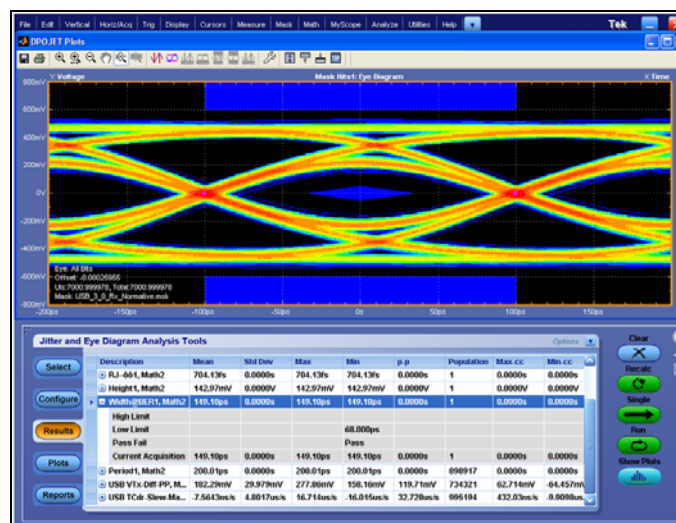 File Edit Vertical Horiz/Acq Trig Display Cursors Measure Mask Math MyScope Analyze Utilities Help Tek
DPOJET Plots
Y:Voltage Mask Hits1: Eye Diagram X:Time
800mV
600mV
400mV
200mV
0V
-200mV
-400mV
-600mV
-800mV
Eye: All Bits
Offset: -0.00026965
UIs:7000:999978, Total:7000:999978
Mask: USB_3_0_Rx_Normative.msk
-200ps -150ps -100ps -50ps 0s 50ps 100ps 150ps
Jitter and Eye Diagram Analysis Tools Options Clear
Select
Configure
Results
Plots
Reports
Description Mean Std Dev Max Min p-p Population Max-cc Min-cc
RJ-δδ1, Math2 704.13fs 0.0000s 704.13fs 704.13fs 0.0000s 1 0.0000s 0.0000s
Height1, Math2 142.97mV 0.0000V 142.97mV 142.97mV 0.0000V 1 0.0000V 0.0000V
Width@BER1, Math2 149.10ps 0.0000s 149.10ps 149.10ps 0.0000s 1 0.0000s 0.0000s
High Limit
Low Limit 68.000ps
Pass Fail Pass
Current Acquisition 149.10ps 0.0000s 149.10ps 149.10ps 0.0000s 1 0.0000s 0.0000s
Period1, Math2 200.01ps 0.0000s 200.01ps 200.01ps 0.0000s 898917 0.0000s 0.0000s
USB VTx-Diff-PP, M... 182.29mV 29.979mV 277.86mV 158.16mV 119.71mV 734321 62.714mV -64.457mV
USB TCdr-Slew-Ma... -7.5643ns/s 4.8017us/s 16.714us/s -16.015us/s 32.728us/s 995194 432.03ns/s
Recalc
Single
Run
Show Plots